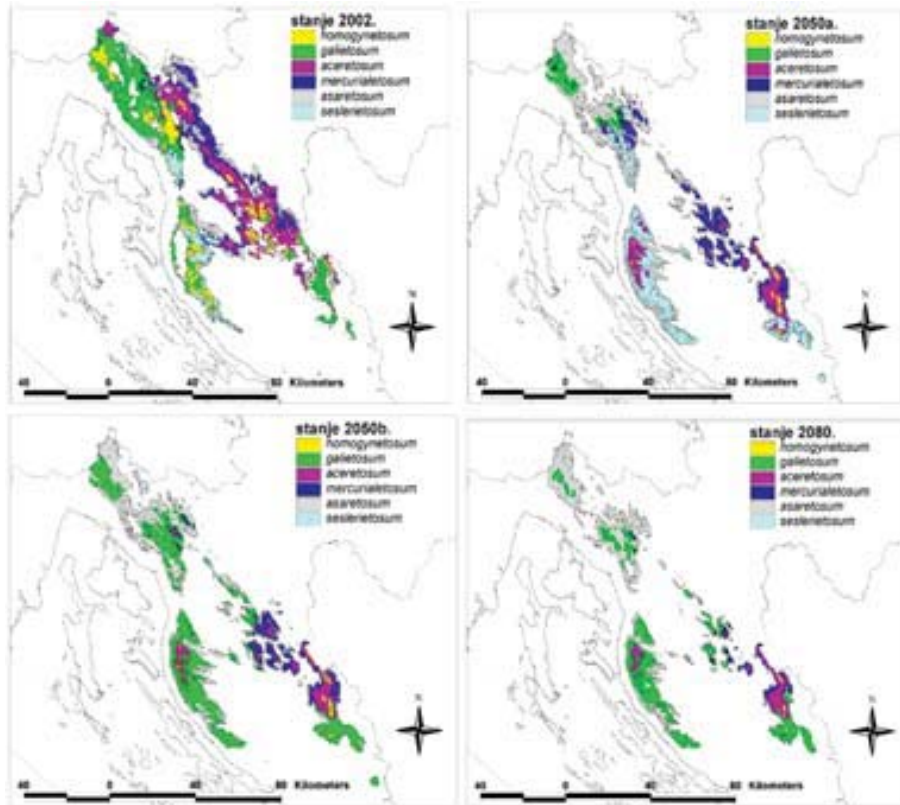 stanje 2002.
homogynetosum
galietosum
aceretosum
mercurialetosum
asaretosum
seslerietosum
N
40 0 40 80 Kilometers
stanje 2050a.
homogynetosum
galietosum
aceretosum
mercurialetosum
asaretosum
seslerietosum
N
40 0 40 80 Kilometers
stanje 2050b.
homogynetosum
galietosum
aceretosum
mercurialetosum
asaretosum
seslerietosum
N
40 0 40 80 Kilometers
stanje 2080.
homogynetosum
galietosum
aceretosum
mercurialetosum
asaretosum
seslerietosum
N
40 0 40 80 Kilometers